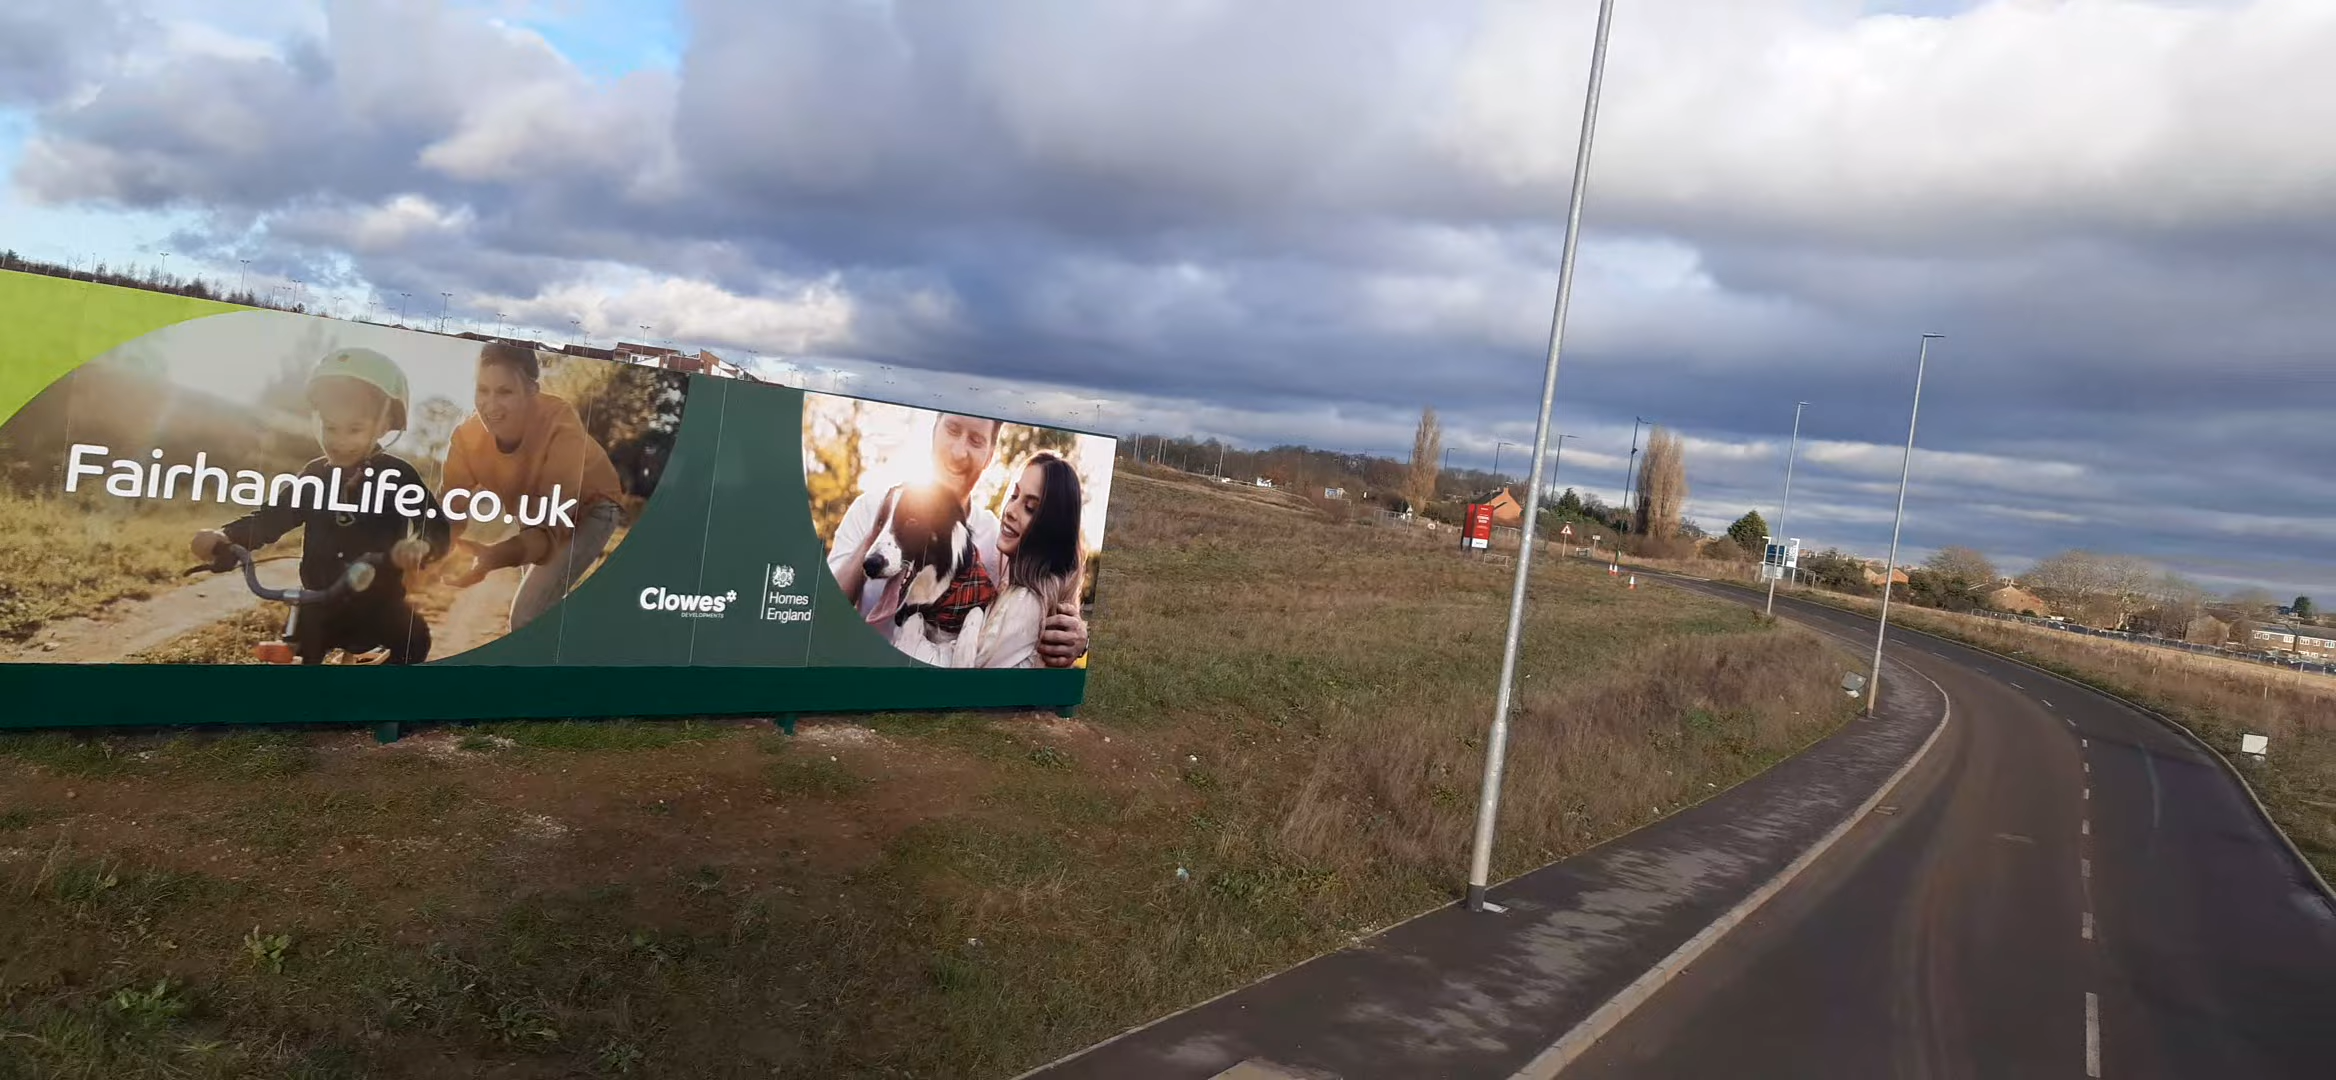 FairhamLife.co.uk
Clowes*
DEVELOPMENTS
Homes
England